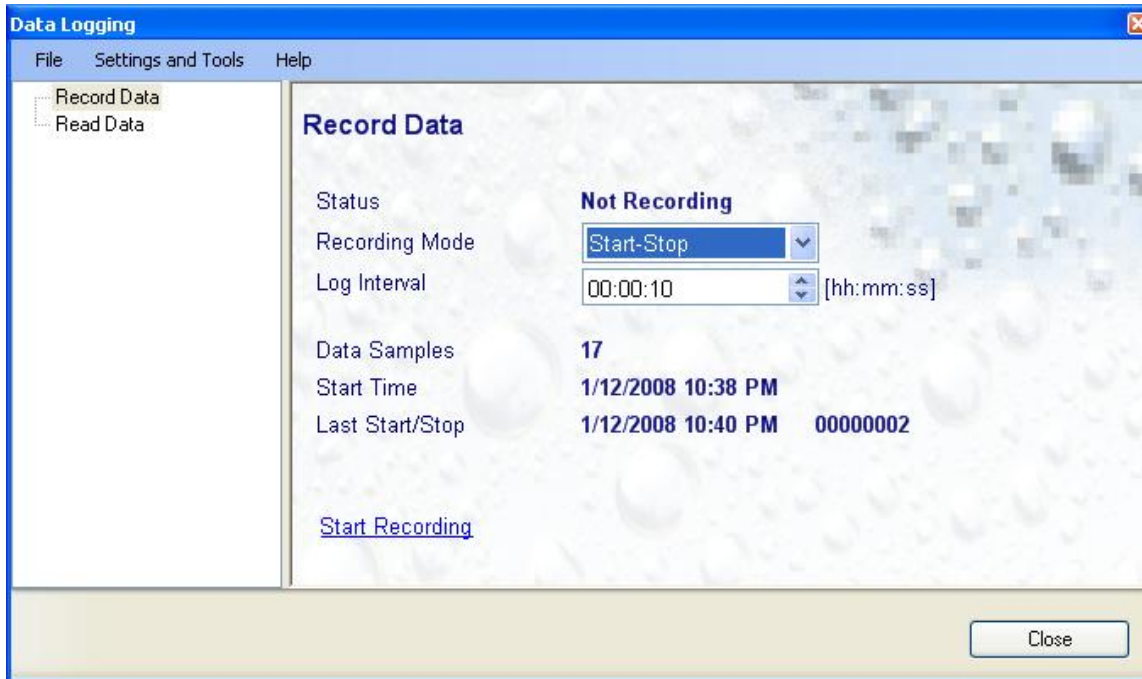 Data Logging
File Settings and Tools Help
Record Data
Read Data
Record Data
Status Not Recording
Recording Mode Start-Stop
Log Interval 00:00:10 [hh:mm:ss]
Data Samples 17
Start Time 1/12/2008 10:38 PM
Last Start/Stop 1/12/2008 10:40 PM 00000002
Start Recording
Close